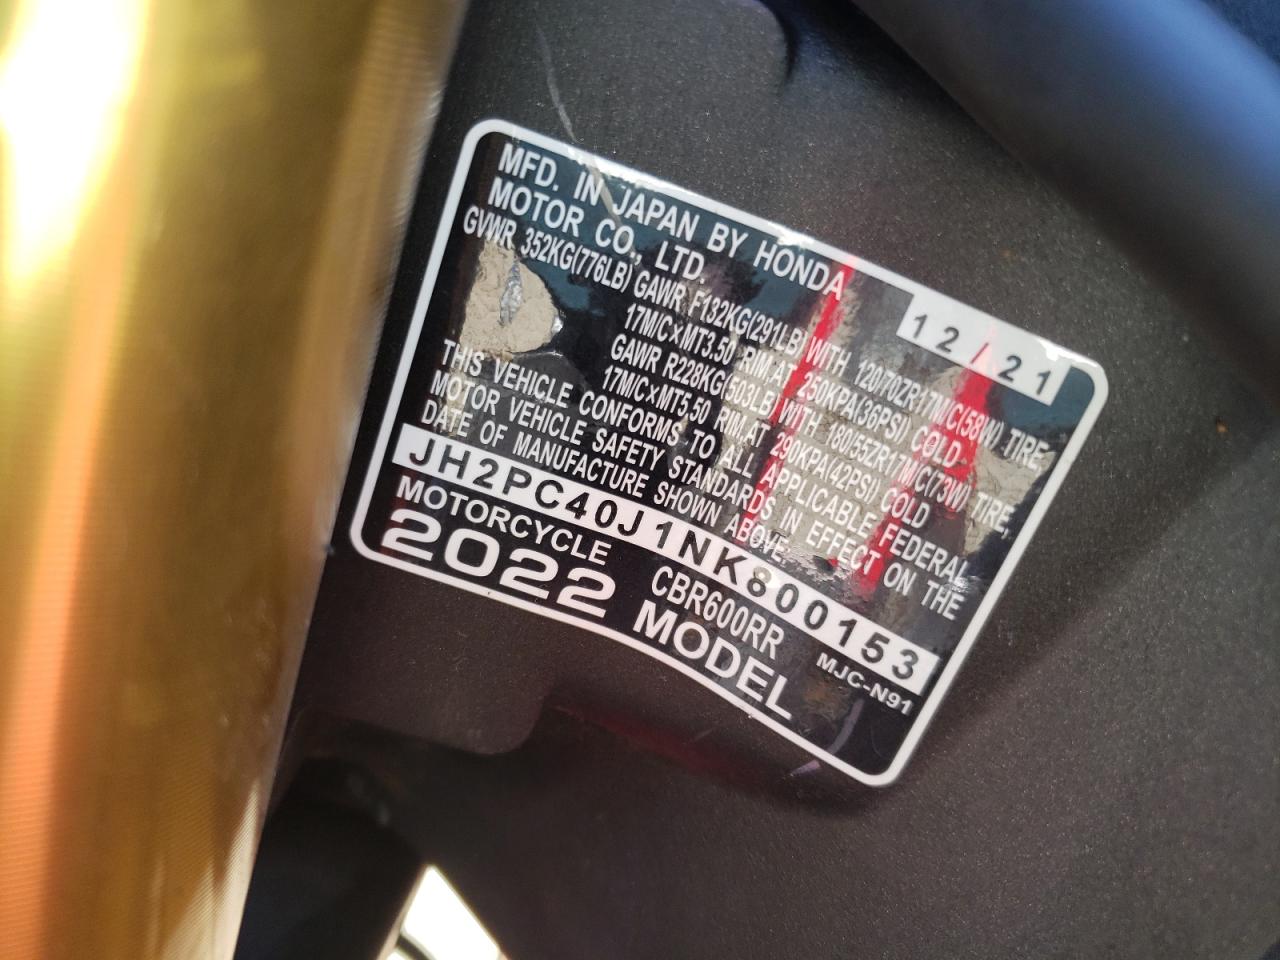 MFD. IN JAPAN BY HONDA
MOTOR CO., LTD. 12/21
GVWR 352KG(776LB) GAWR F132KG(291LB) WITH 120/70ZR17M/C(58W) TIRE,
17M/C×MT3.50 RIM,AT 250KPA(36PSI) COLD
GAWR R228KG(503LB) WITH 180/55ZR17M/C(73W) TIRE,
17M/C×MT5.50 RIM,AT 290KPA(42PSI) COLD
THIS VEHICLE CONFORMS TO ALL APPLICABLE FEDERAL
MOTOR VEHICLE SAFETY STANDARDS IN EFFECT ON THE
DATE OF MANUFACTURE SHOWN ABOVE.
JH2PC40J1NK800153
MOTORCYCLE CBR600RR MJC-N91
2022 MODEL